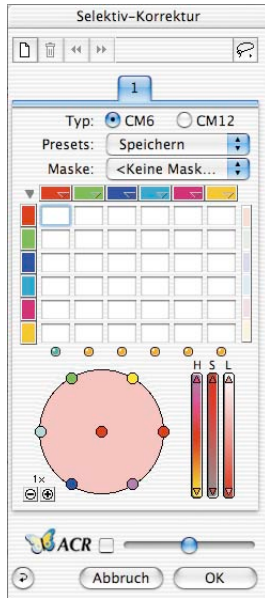 Selektiv-Korrektur
1
Typ: CM6 CM12
Presets: Speichern
Maske: <Keine Mask...
H S L
1x
ACR
Abbruch OK